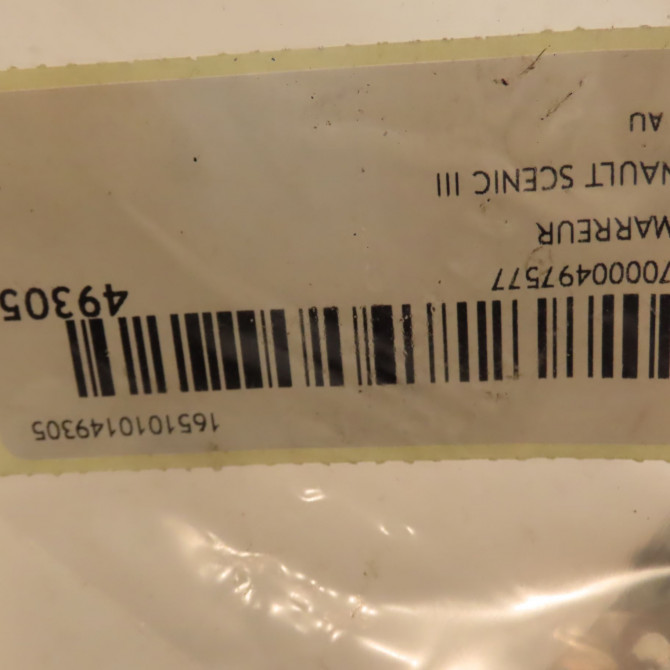 1651010149305
49305
70000497577
MARREUR
NAULT SCENIC III
AU